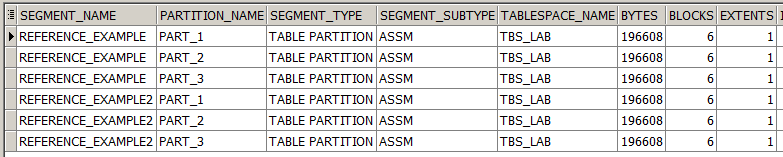 SEGMENT_NAME PARTITION_NAME SEGMENT_TYPE SEGMENT_SUBTYPE TABLESPACE_NAME BYTES BLOCKS EXTENTS
REFERENCE_EXAMPLE PART_1 TABLE PARTITION ASSM TBS_LAB 196608 6 1
REFERENCE_EXAMPLE PART_2 TABLE PARTITION ASSM TBS_LAB 196608 6 1
REFERENCE_EXAMPLE PART_3 TABLE PARTITION ASSM TBS_LAB 196608 6 1
REFERENCE_EXAMPLE2 PART_1 TABLE PARTITION ASSM TBS_LAB 196608 6 1
REFERENCE_EXAMPLE2 PART_2 TABLE PARTITION ASSM TBS_LAB 196608 6 1
REFERENCE_EXAMPLE2 PART_3 TABLE PARTITION ASSM TBS_LAB 196608 6 1